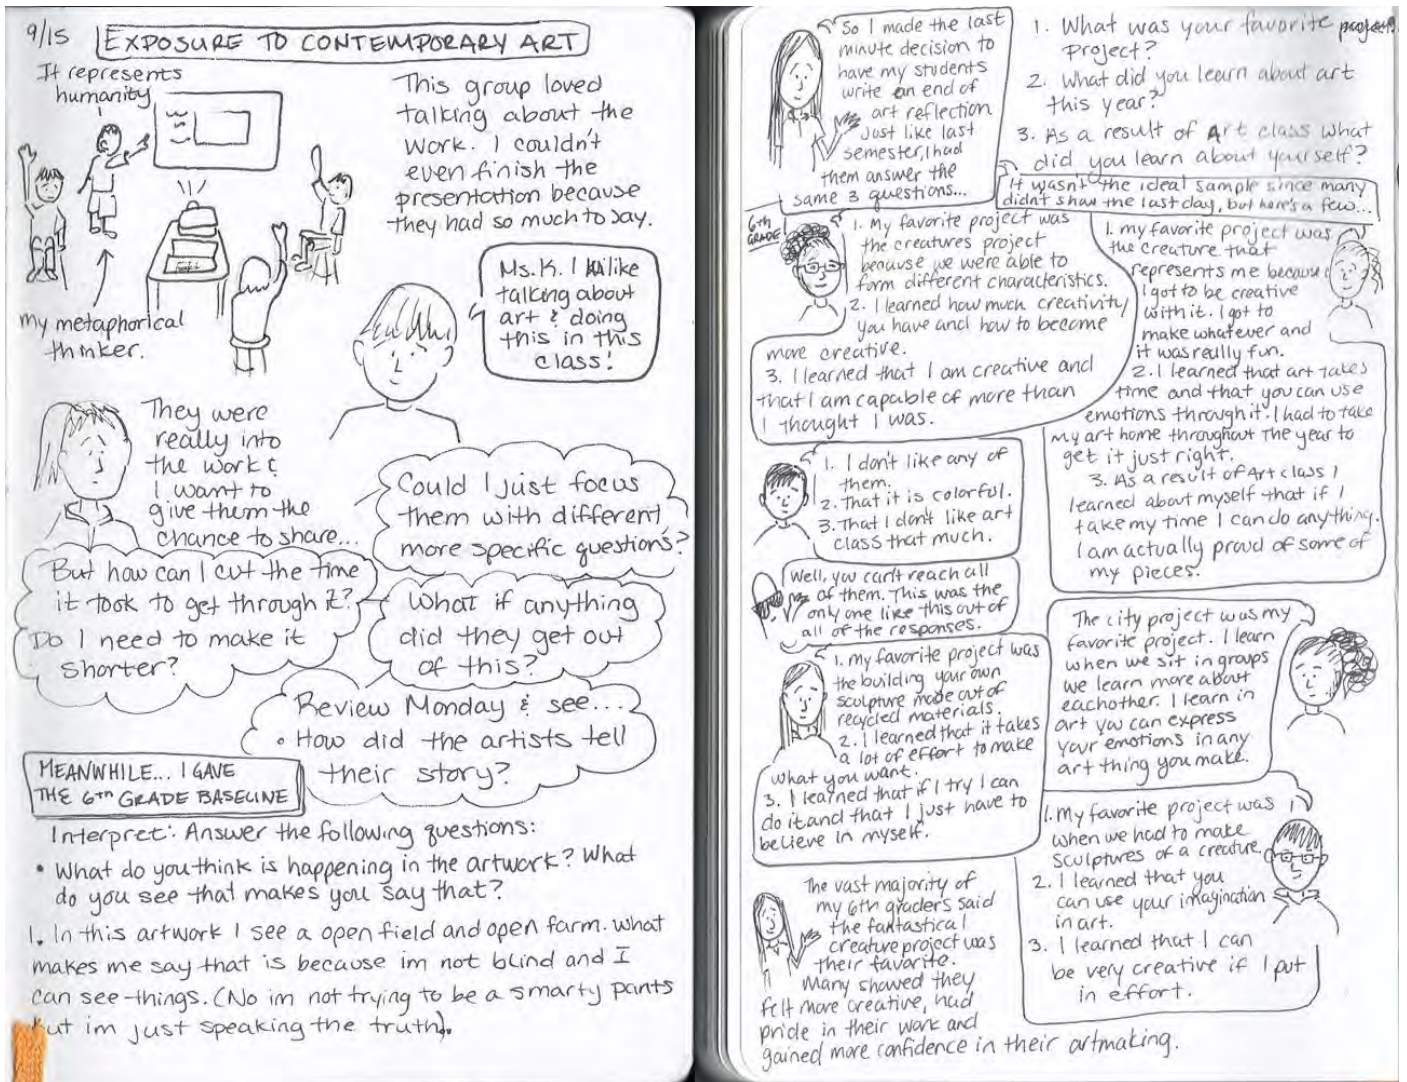 9/15 EXPOSURE TO CONTEMPORARY ART
It represents
humanity
my metaphorical
thinker.
This group loved
talking about the
work. I couldn't
even finish the
presentation because
they had so much to say.
Ms. K. I like
talking about
art & doing
this in this
class!
They were
really into
the work &
I want to
give them the
chance to share...
But how can I cut the time
it took to get through it?
Do I need to make it
shorter?
Could I just focus
them with different
more specific questions?
What if anything
did they get out
of this?
Review Monday & see...
• How did the artists tell
their story?
MEANWHILE... I GAVE
THE 6TH GRADE BASELINE
Interpret: Answer the following questions:
• What do you think is happening in the artwork? What
do you see that makes you say that?
1. In this artwork I see a open field and open farm. what
makes me say that is because im not blind and I
can see things. (No im not trying to be a smarty pants
but im just speaking the truth).
So I made the last
minute decision to
have my students
write an end of
art reflection.
Just like last
semester, I had
them answer the
same 3 questions...
1. What was your favorite project?
project?
2. What did you learn about art
this year?
3. As a result of Art class what
did you learn about yourself?
It wasn't the ideal sample since many
didn't show the last day, but here's a few...
6th
GRADE
1. My favorite project was
the creatures project
because we were able to
form different characteristics.
2. I learned how much creativity
you have and how to become
more creative.
3. I learned that I am creative and
that I am capable of more than
I thought I was.
1. my favorite project was
the creature that
represents me because
I got to be creative
with it. I got to
make whatever and
it was really fun.
2. I learned that art takes
time and that you can use
emotions through it. I had to take
my art home throughout the year to
get it just right.
3. As a result of Art class I
learned about myself that if I
take my time I can do anything.
I am actually proud of some of
my pieces.
1. I don't like any of
them.
2. That it is colorful.
3. That I don't like art
class that much.
Well, you can't reach all
of them. This was the
only one like this out of
all of the responses.
1. My favorite project was
the building your own
sculpture made out of
recycled materials.
2. I learned that it takes
a lot of effort to make
what you want.
3. I learned that if I try I can
do it and that I just have to
believe in myself.
The city project was my
favorite project. I learn
when we sit in groups
we learn more about
eachother. I learn in
art you can express
your emotions in any
art thing you make.
1. My favorite project was
when we had to make
sculptures of a creature.
2. I learned that you
can use your imagination
in art.
3. I learned that I can
be very creative if I put
in effort.
The vast majority of
my 6th graders said
the fantastical
creature project was
their favorite.
Many showed they
felt more creative, had
pride in their work and
gained more confidence in their artmaking.